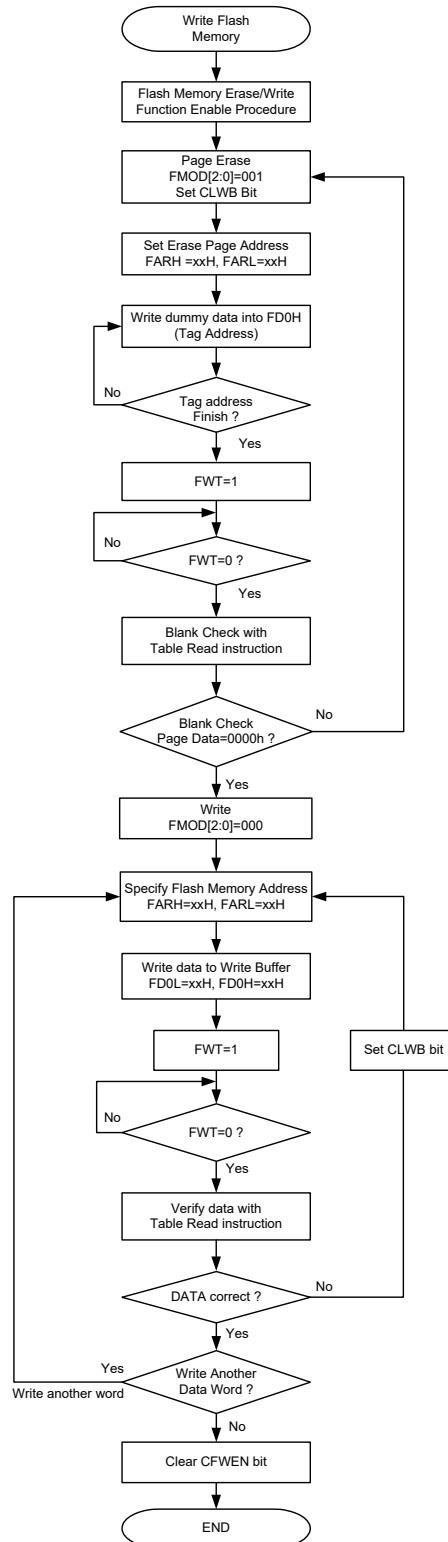 Write Flash
Memory
Flash Memory Erase/Write
Function Enable Procedure
Page Erase
FMOD[2:0]=001
Set CLWB Bit
Set Erase Page Address
FARH =xxH, FARL=xxH
Write dummy data into FD0H
(Tag Address)
No
Tag address
Finish ?
Yes
FWT=1
No
FWT=0 ?
Yes
Blank Check with
Table Read instruction
No
Blank Check
Page Data=0000h ?
Yes
Write
FMOD[2:0]=000
Specify Flash Memory Address
FARH=xxH, FARL=xxH
Write data to Write Buffer
FD0L=xxH, FD0H=xxH
FWT=1
Set CLWB bit
No
FWT=0 ?
Yes
Verify data with
Table Read instruction
No
DATA correct ?
Yes
Yes
Write another word
Write Another
Data Word ?
No
Clear CFWEN bit
END